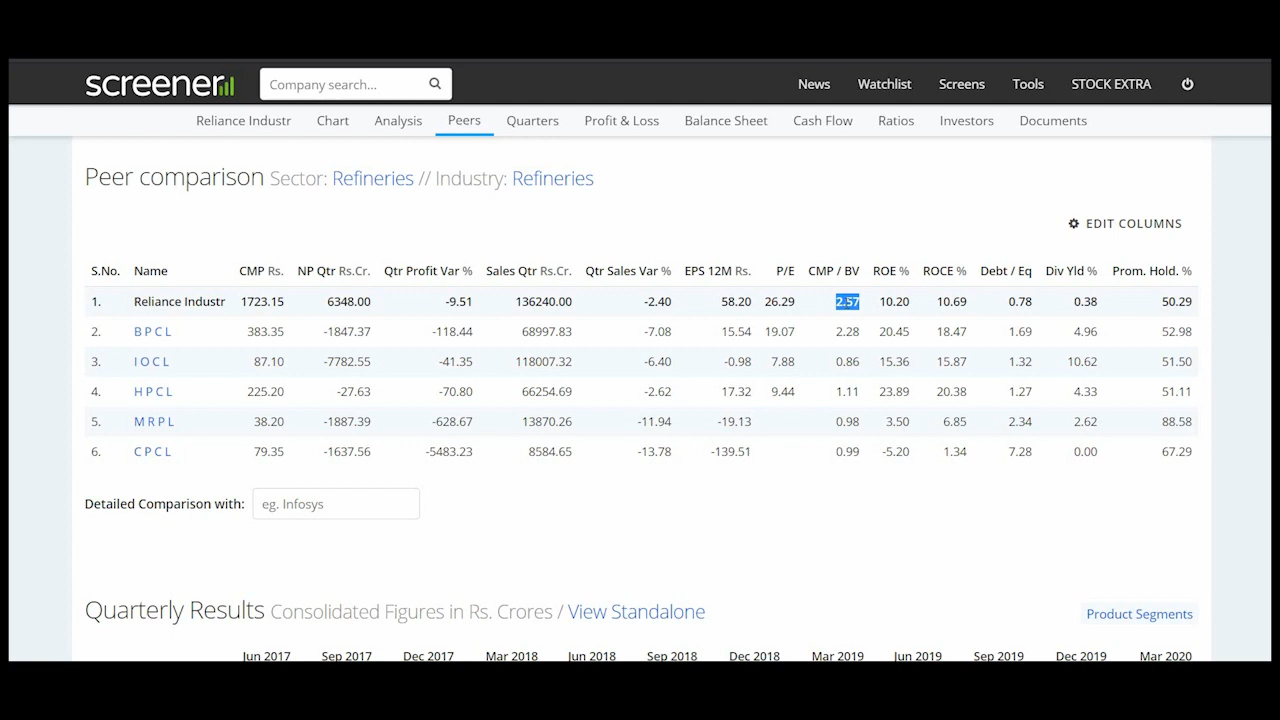 screener Company search... News Watchlist Screens Tools STOCK EXTRA
Reliance Industr Chart Analysis Peers Quarters Profit & Loss Balance Sheet Cash Flow Ratios Investors Documents
Peer comparison Sector: Refineries // Industry: Refineries
EDIT COLUMNS
S.No. Name CMP Rs. NP Qtr Rs.Cr. Qtr Profit Var % Sales Qtr Rs.Cr. Qtr Sales Var % EPS 12M Rs. P/E CMP / BV ROE % ROCE % Debt / Eq Div Yld % Prom. Hold. %
1. Reliance Industr 1723.15 6348.00 -9.51 136240.00 -2.40 58.20 26.29 2.57 10.20 10.69 0.78 0.38 50.29
2. B P C L 383.35 -1847.37 -118.44 68997.83 -7.08 15.54 19.07 2.28 20.45 18.47 1.69 4.96 52.98
3. I O C L 87.10 -7782.55 -41.35 118007.32 -6.40 -0.98 7.88 0.86 15.36 15.87 1.32 10.62 51.50
4. H P C L 225.20 -27.63 -70.80 66254.69 -2.62 17.32 9.44 1.11 23.89 20.38 1.27 4.33 51.11
5. M R P L 38.20 -1887.39 -628.67 13870.26 -11.94 -19.13 0.98 3.50 6.85 2.34 2.62 88.58
6. C P C L 79.35 -1637.56 -5483.23 8584.65 -13.78 -139.51 0.99 -5.20 1.34 7.28 0.00 67.29
Detailed Comparison with: eg. Infosys
Quarterly Results Consolidated Figures in Rs. Crores / View Standalone Product Segments
Jun 2017 Sep 2017 Dec 2017 Mar 2018 Jun 2018 Sep 2018 Dec 2018 Mar 2019 Jun 2019 Sep 2019 Dec 2019 Mar 2020